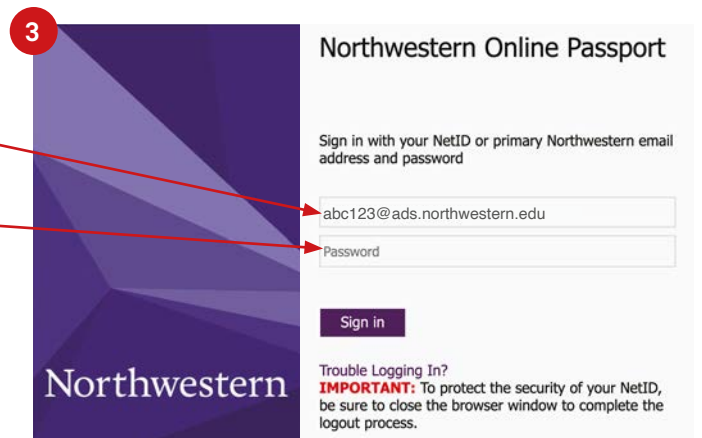 3
Northwestern Online Passport
Sign in with your NetID or primary Northwestern email
address and password
abc123@ads.northwestern.edu
Password
Sign in
Trouble Logging In?
IMPORTANT: To protect the security of your NetID,
be sure to close the browser window to complete the
logout process.
Northwestern